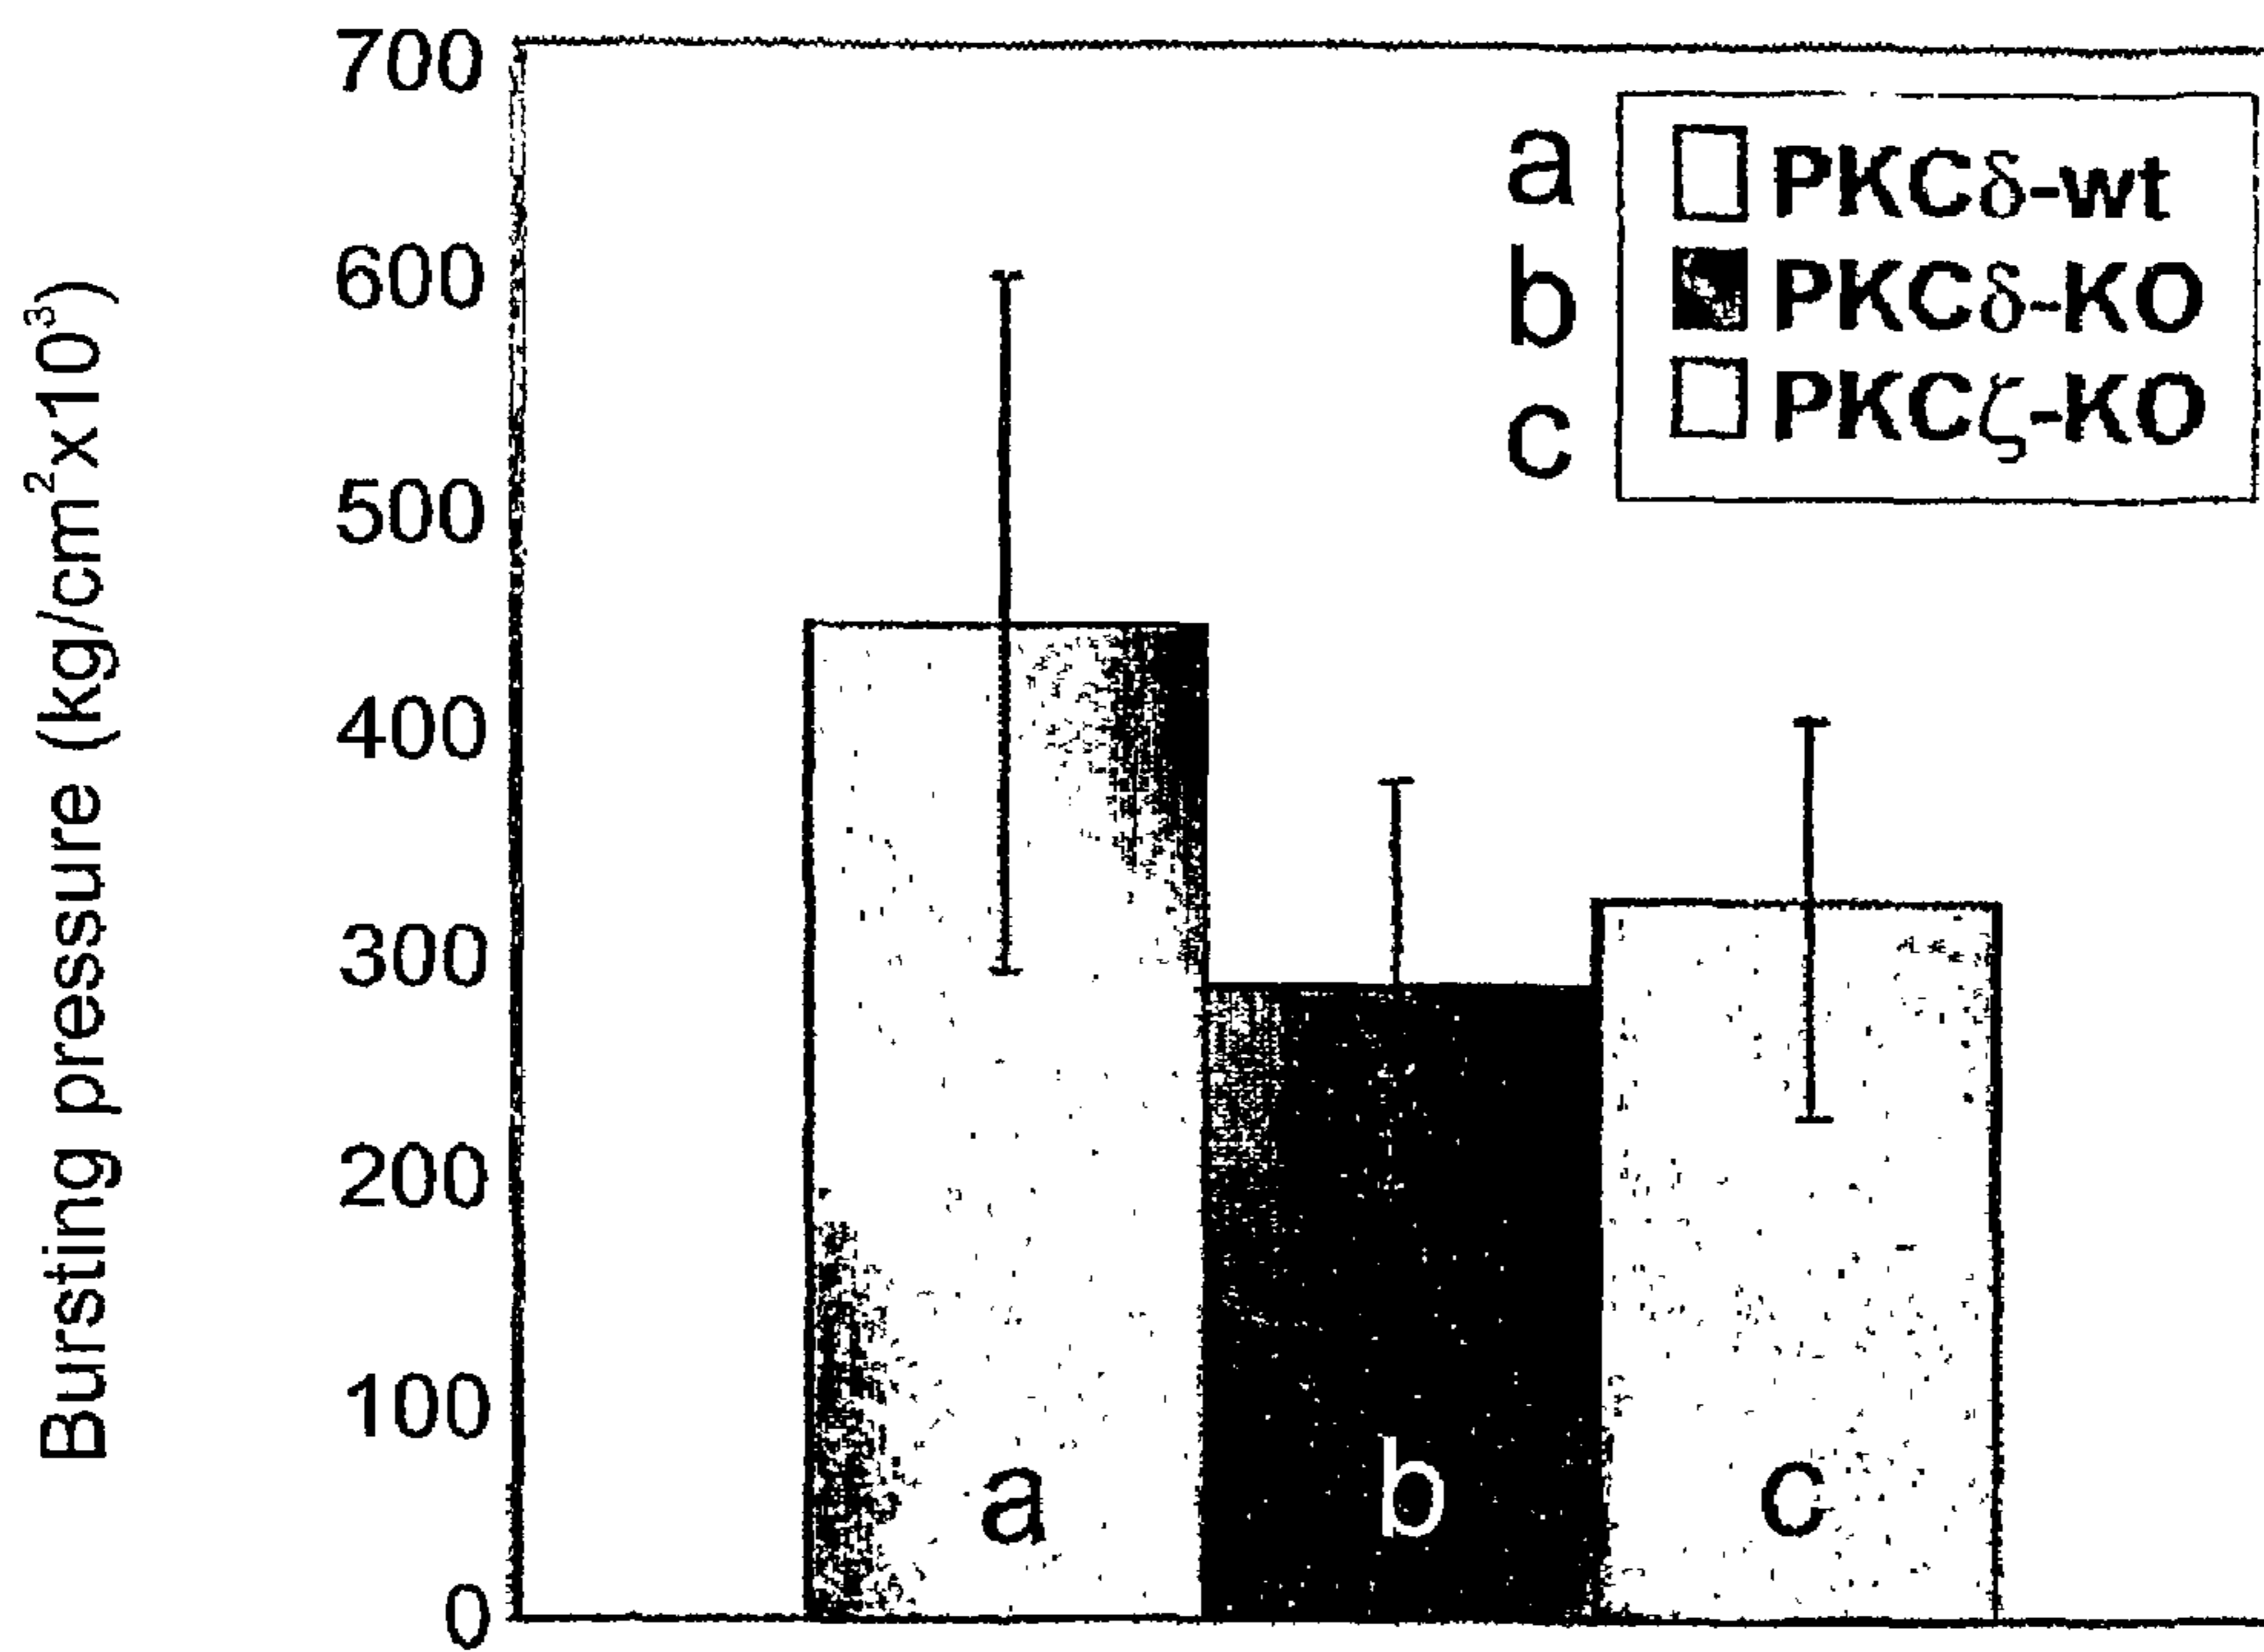 700
600
500
400
300
200
100
0
Bursting pressure (kg/cm²x10³)
a PKCδ-wt
b PKCδ-KO
c PKCζ-KO
a b c